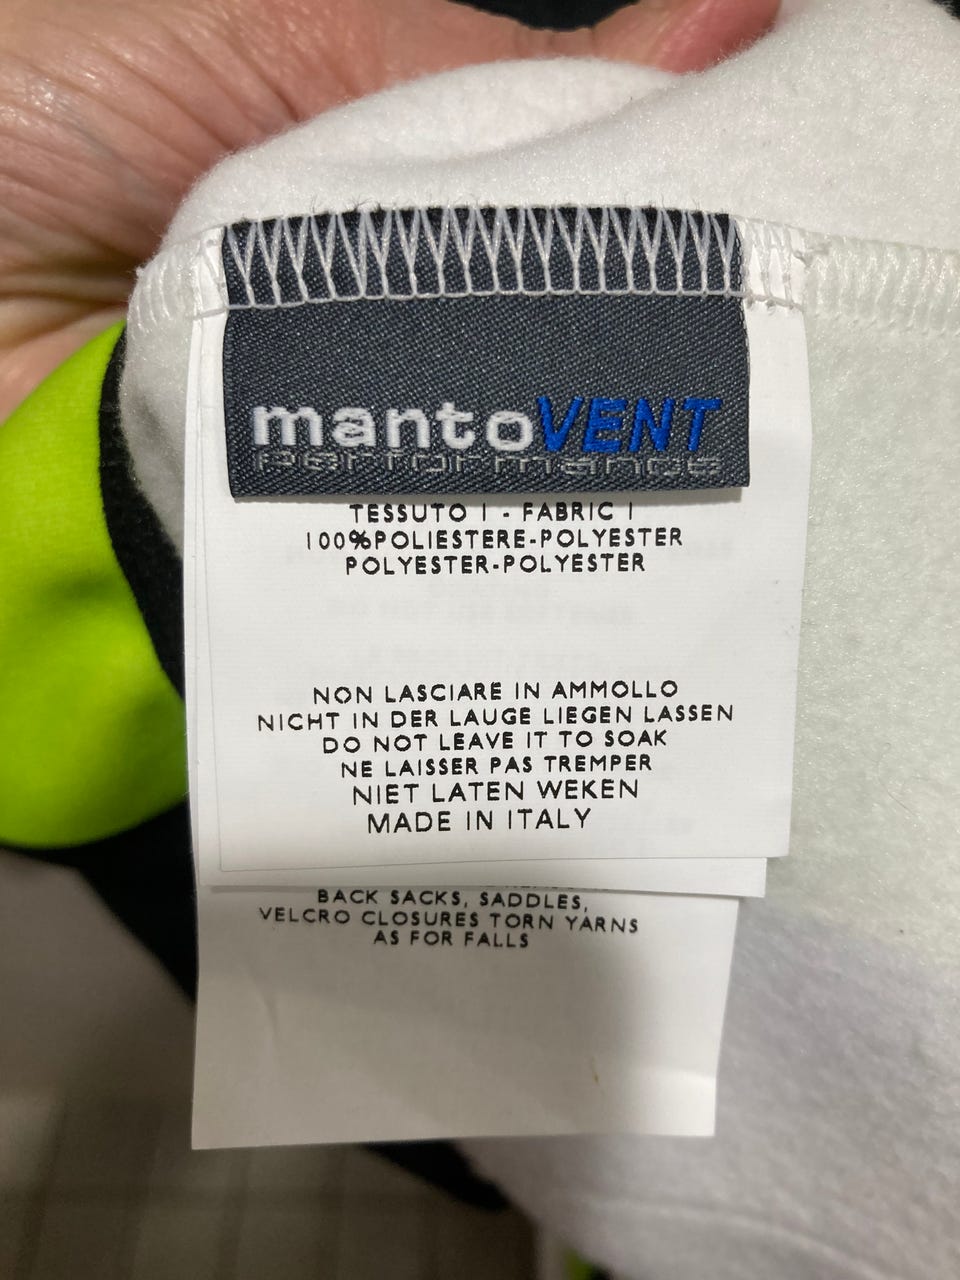 mantoVENT
performance
TESSUTO 1 - FABRIC 1
100%POLIESTERE-POLYESTER
POLYESTER-POLYESTER
NON LASCIARE IN AMMOLLO
NICHT IN DER LAUGE LIEGEN LASSEN
DO NOT LEAVE IT TO SOAK
NE LAISSER PAS TREMPER
NIET LATEN WEKEN
MADE IN ITALY
BACK SACKS, SADDLES,
VELCRO CLOSURES TORN YARNS
AS FOR FALLS